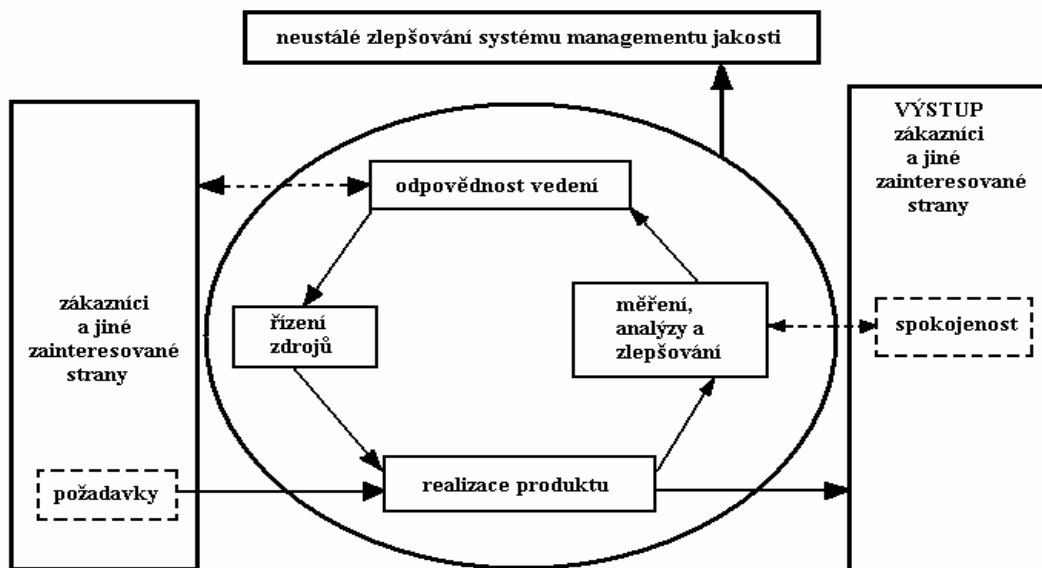 neustálé zlepšování systému managementu jakosti
VÝSTUP
zákazníci
a jiné
zainteresované
strany
odpovědnost vedení
zákazníci
a jiné
zainteresované
strany
řízení
zdrojů
měření,
analýzy a
zlepšování
spokojenost
požadavky
realizace produktu